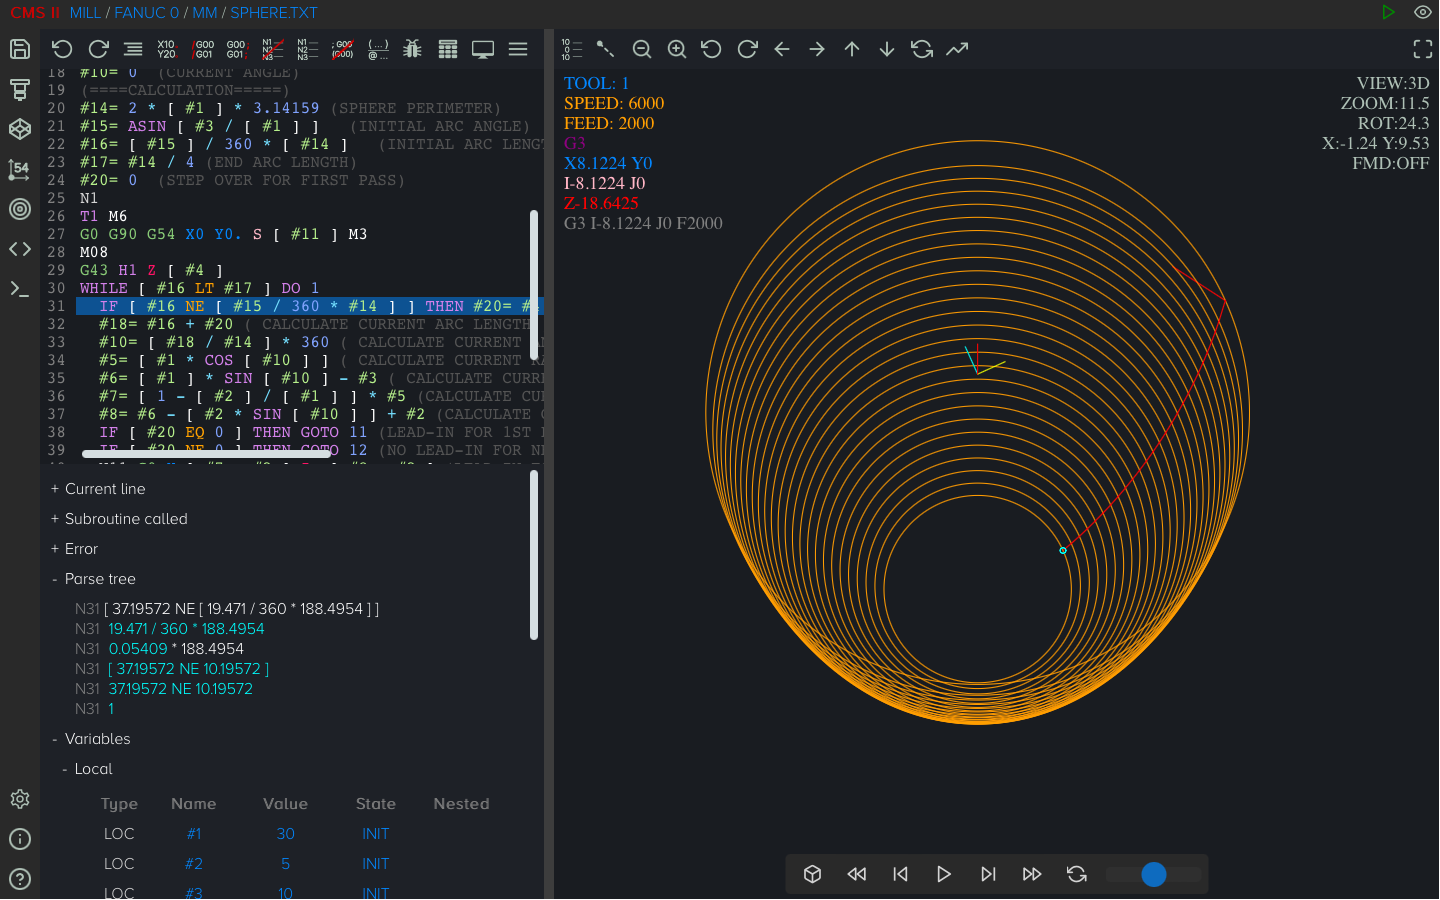 CMS II MILL / FANUC 0 / MM / SPHERE.TXT
X10 Y20 G00 G01 G00 G01 N1 N2 N3 N1 N2 N3 ; G00 (G00) (...) @ ...
18 #10= 0 (CURRENT ANGLE)
19 (====CALCULATION=====)
20 #14= 2 * [ #1 ] * 3.14159 (SPHERE PERIMETER)
21 #15= ASIN [ #3 / [ #1 ] ] (INITIAL ARC ANGLE)
22 #16= [ #15 ] / 360 * [ #14 ] (INITIAL ARC LENGT
23 #17= #14 / 4 (END ARC LENGTH)
24 #20= 0 (STEP OVER FOR FIRST PASS)
25 N1
26 T1 M6
27 G0 G90 G54 X0 Y0. S [ #11 ] M3
28 M08
29 G43 H1 Z [ #4 ]
30 WHILE [ #16 LT #17 ] DO 1
31 IF [ #16 NE [ #15 / 360 * #14 ] ] THEN #20= #
32 #18= #16 + #20 ( CALCULATE CURRENT ARC LENGTH
33 #10= [ #18 / #14 ] * 360 ( CALCULATE CURRENT
34 #5= [ #1 * COS [ #10 ] ] ( CALCULATE CURRENT
35 #6= [ #1 ] * SIN [ #10 ] - #3 ( CALCULATE CURR
36 #7= [ 1 - [ #2 ] / [ #1 ] ] * #5 (CALCULATE CU
37 #8= #6 - [ #2 * SIN [ #10 ] ] + #2 (CALCULATE
38 IF [ #20 EQ 0 ] THEN GOTO 11 (LEAD-IN FOR 1ST
39 IF [ #20 NE 0 ] THEN GOTO 12 (NO LEAD-IN FOR N
+ Current line
+ Subroutine called
+ Error
- Parse tree
N31 [ 37.19572 NE [ 19.471 / 360 * 188.4954 ] ]
N31 19.471 / 360 * 188.4954
N31 0.05409 * 188.4954
N31 [ 37.19572 NE 10.19572 ]
N31 37.19572 NE 10.19572
N31 1
- Variables
- Local
Type Name Value State Nested
LOC #1 30 INIT
LOC #2 5 INIT
LOC #3 10 INIT
54
10
0
10
TOOL: 1
SPEED: 6000
FEED: 2000
G3
X8.1224 Y0
I-8.1224 J0
Z-18.6425
G3 I-8.1224 J0 F2000
VIEW:3D
ZOOM:11.5
ROT:24.3
X:-1.24 Y:9.53
FMD:OFF